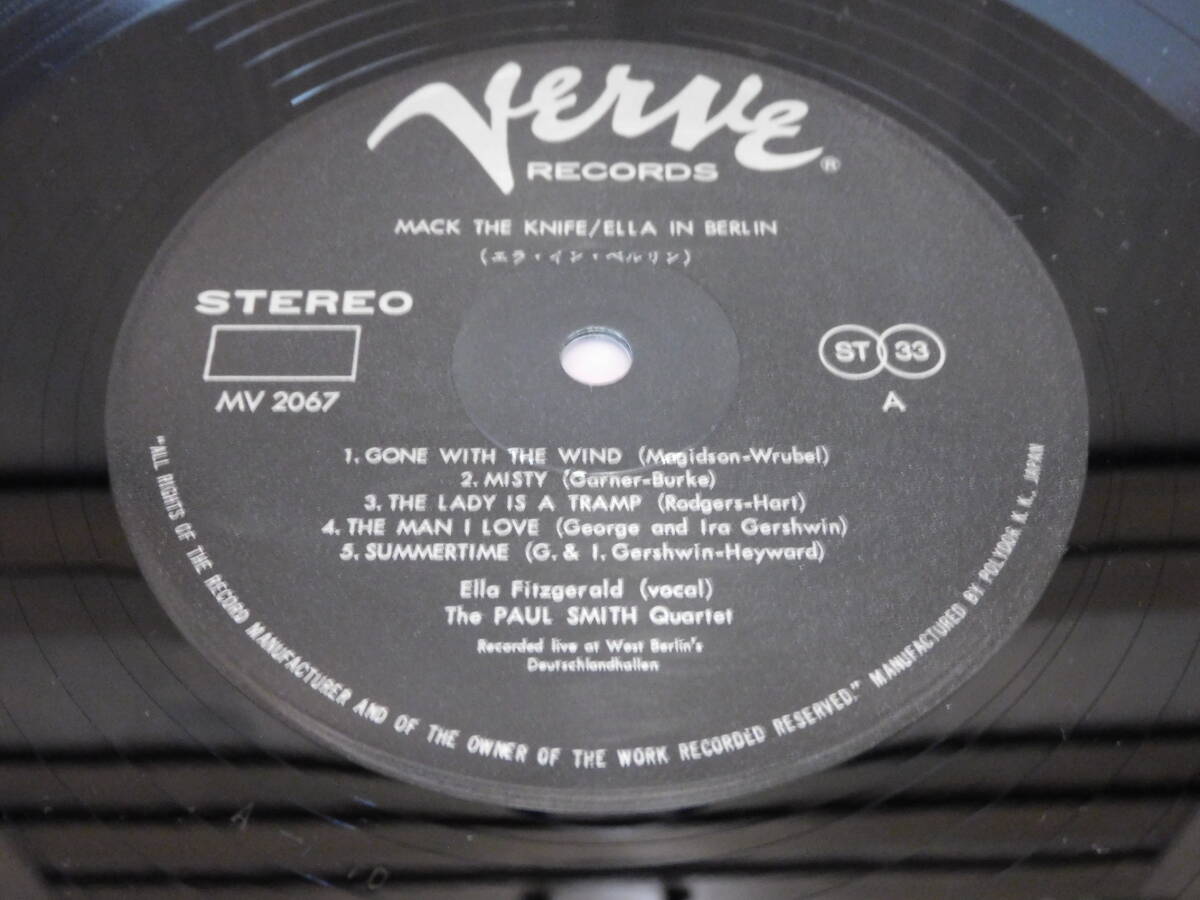 Verve
RECORDS ®
MACK THE KNIFE/ELLA IN BERLIN
(エラ・イン・ベルリン)
STEREO
MV 2067
ST 33
A
1. GONE WITH THE WIND (Magidson=Wrubel)
2. MISTY (Garner=Burke)
3. THE LADY IS A TRAMP (Rodgers=Hart)
4. THE MAN I LOVE (George and Ira Gershwin)
5. SUMMERTIME (G. & I. Gershwin-Heyward)
Ella Fitzgerald (vocal)
The PAUL SMITH Quartet
Recorded live at West Berlin's
Deutschlandhallen
"ALL RIGHTS OF THE RECORD MANUFACTURER AND OF THE OWNER OF THE WORK RECORDED RESERVED." MANUFACTURED BY POLYDOR K.K. JAPAN